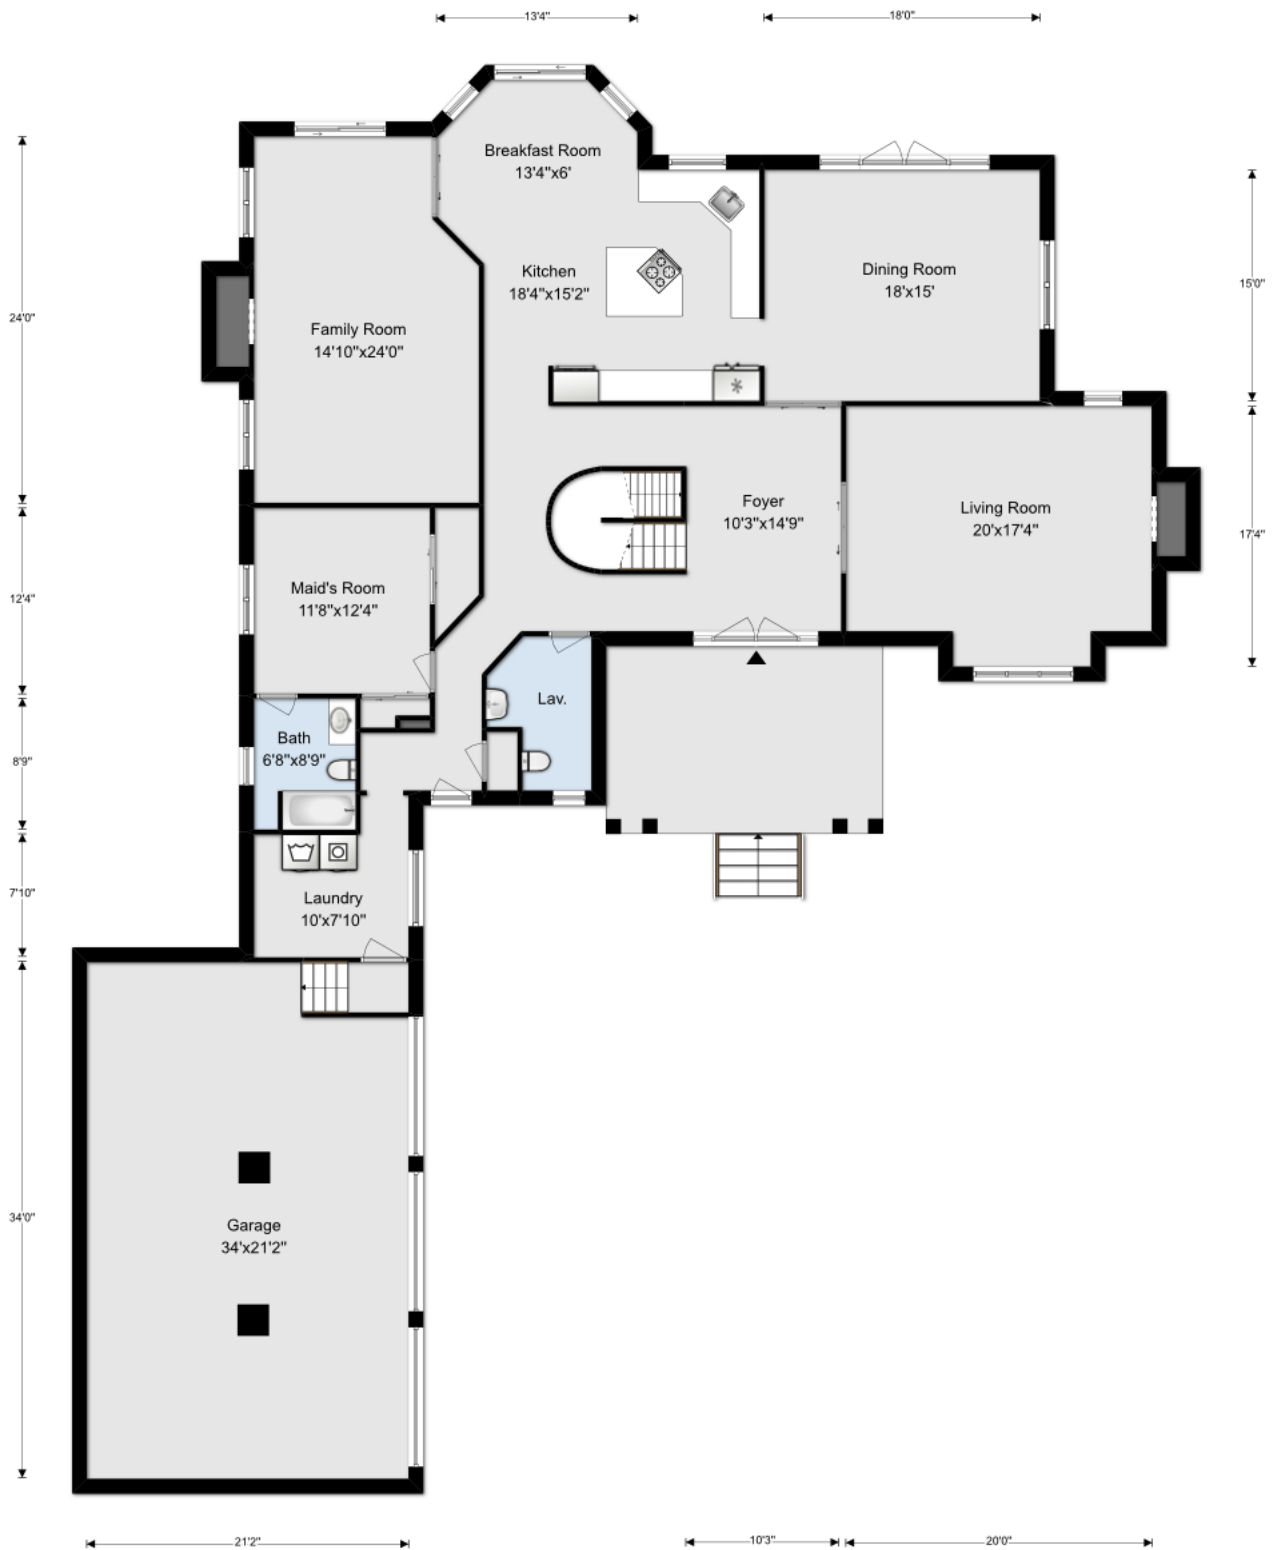 13'4"
18'0"
Breakfast Room
13'4"x6'
Kitchen
18'4"x15'2"
Dining Room
18'x15'
15'0"
24'0"
Family Room
14'10"x24'0"
Foyer
10'3"x14'9"
Living Room
20'x17'4"
17'4"
12'4"
Maid's Room
11'8"x12'4"
Lav.
Bath
6'8"x8'9"
8'9"
7'10"
Laundry
10'x7'10"
34'0"
Garage
34'x21'2"
21'2"
10'3"
20'0"